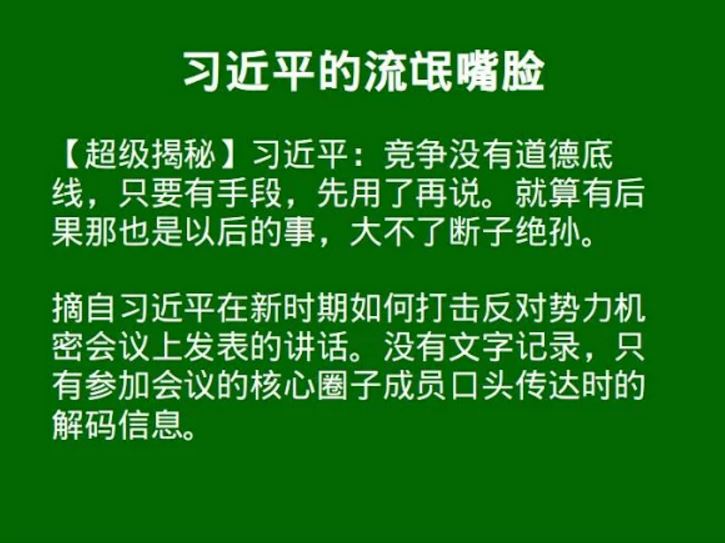 习近平的流氓嘴脸
【超级揭秘】习近平：竞争没有道德底
线，只要有手段，先用了再说。就算有后
果那也是以后的事，大不了断子绝孙。
摘自习近平在新时期如何打击反对势力机
密会议上发表的讲话。没有文字记录，只
有参加会议的核心圈子成员口头传达时的
解码信息。